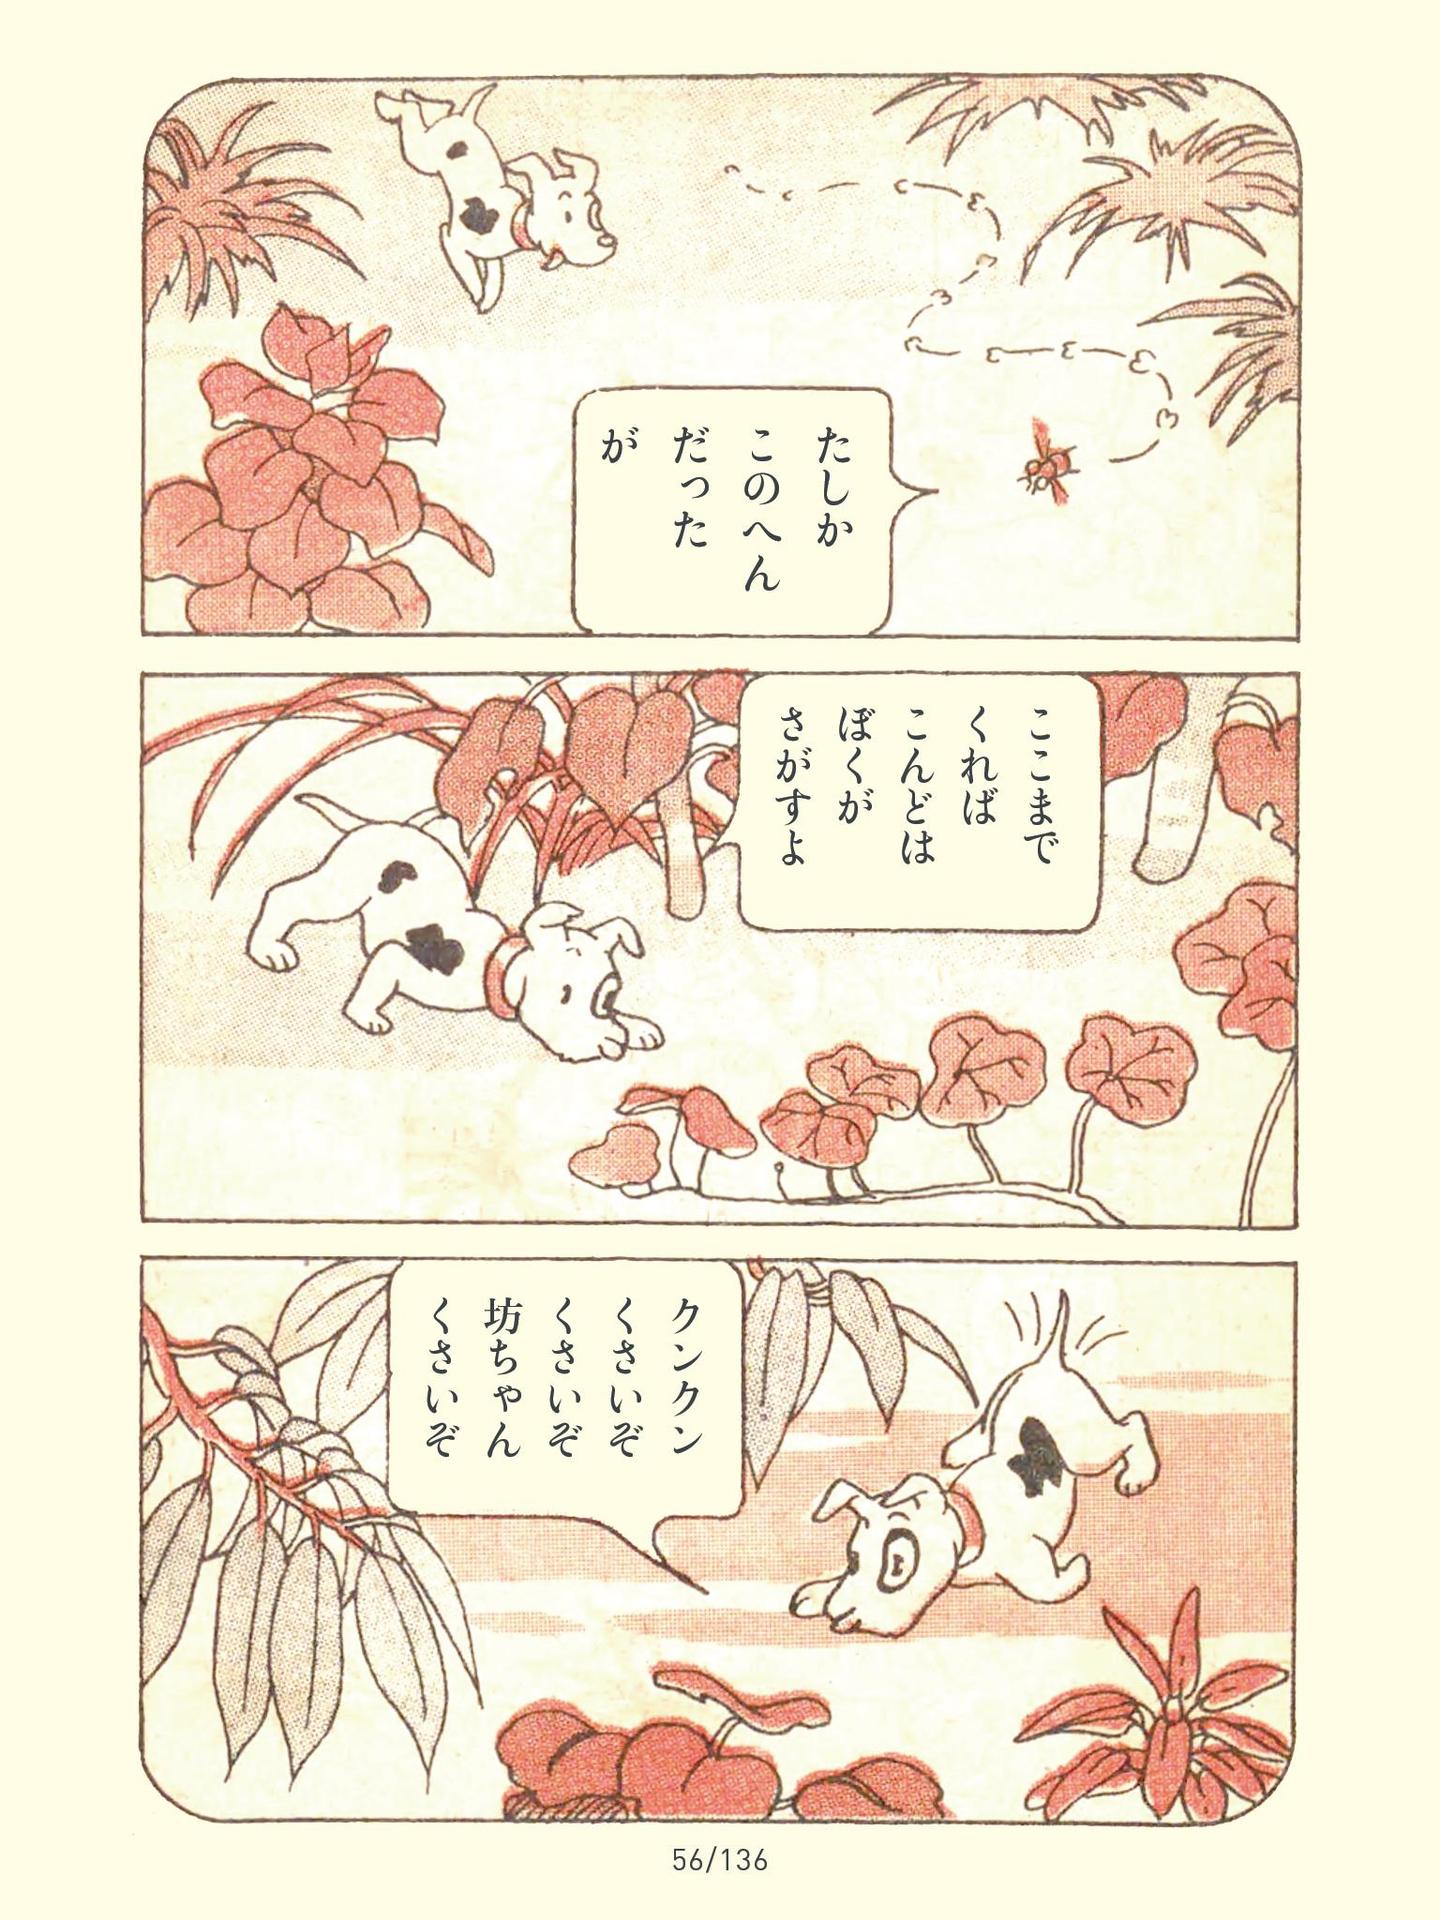 たしか
このへん
だった
が
ここまで
くれば
こんどは
ぼくが
さがすよ
クンクン
くさいぞ
くさいぞ
坊ちゃん
くさいぞ
56/136